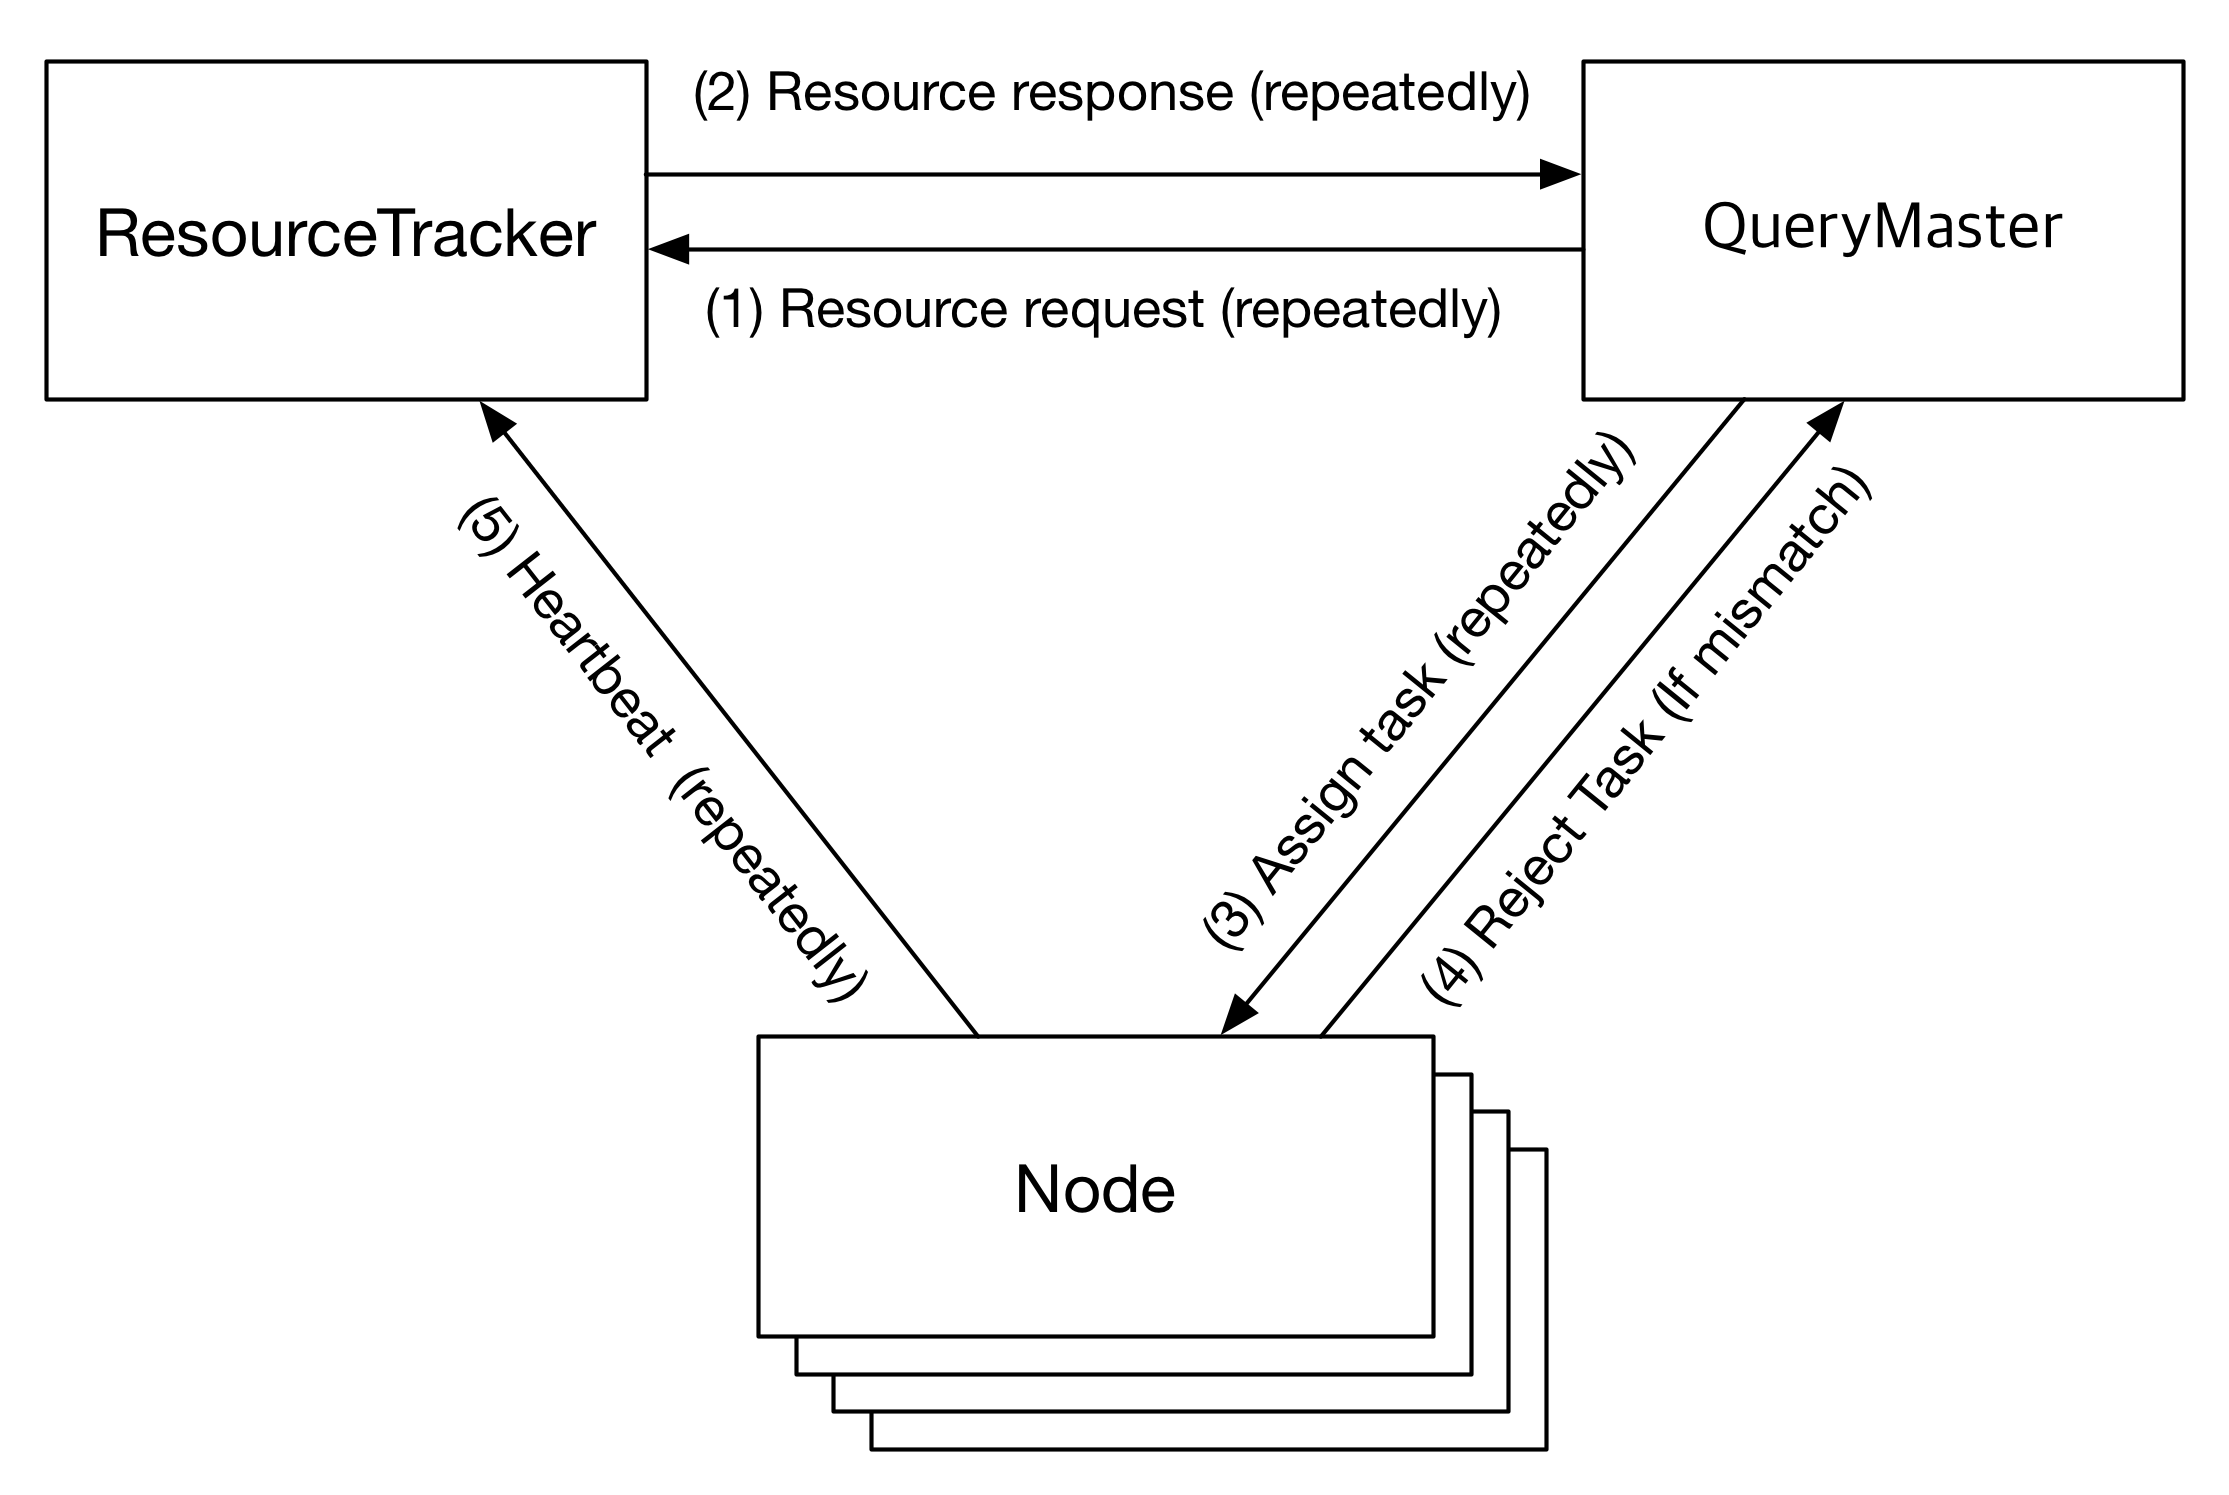 (2) Resource response (repeatedly)
ResourceTracker
QueryMaster
(1) Resource request (repeatedly)
(5) Heartbeat (repeatedly)
(3) Assign task (repeatedly)
(4) Reject Task (If mismatch)
Node